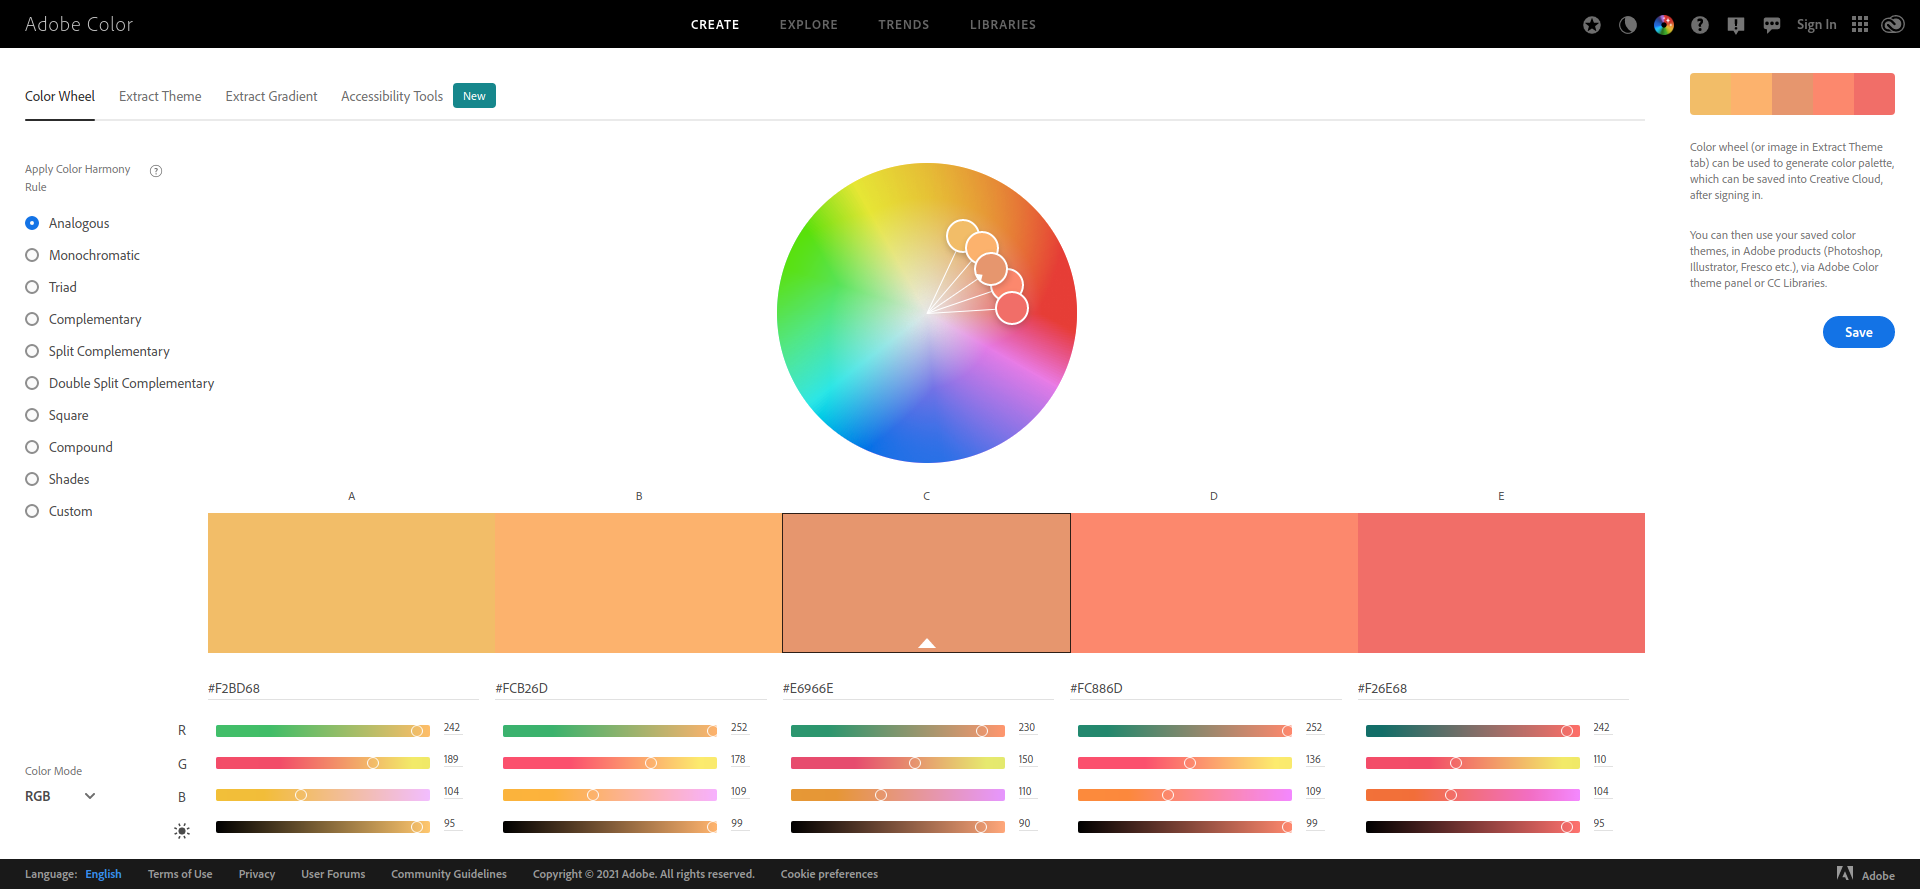 Adobe Color
CREATE EXPLORE TRENDS LIBRARIES
Sign In
Color Wheel Extract Theme Extract Gradient Accessibility Tools New
Apply Color Harmony
Rule
Analogous
Monochromatic
Triad
Complementary
Split Complementary
Double Split Complementary
Square
Compound
Shades
Custom
Color wheel (or image in Extract Theme
tab) can be used to generate color palette,
which can be saved into Creative Cloud,
after signing in.
You can then use your saved color
themes, in Adobe products (Photoshop,
Illustrator, Fresco etc.), via Adobe Color
theme panel or CC Libraries.
Save
A B C D E
#F2BD68 #FCB26D #E6966E #FC886D #F26E68
R 242 252 230 252 242
G 189 178 150 136 110
B 104 109 110 109 104
95 99 90 99 95
Color Mode
RGB
Language: English Terms of Use Privacy User Forums Community Guidelines Copyright © 2021 Adobe. All rights reserved. Cookie preferences Adobe